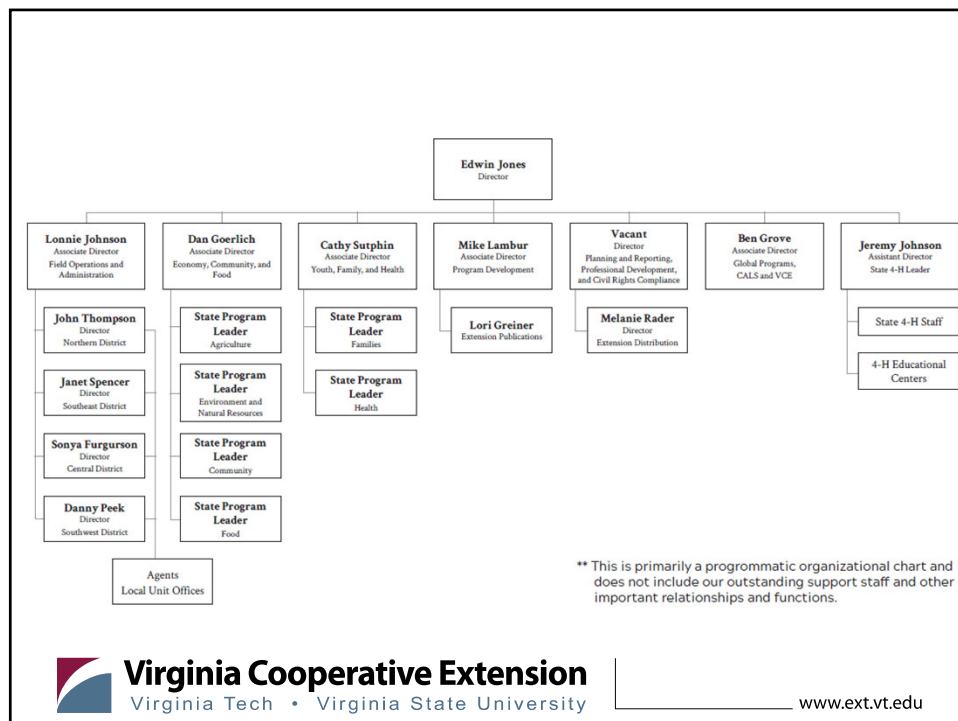 Edwin Jones
Director
Lonnie Johnson
Associate Director
Field Operations and
Administration
Dan Goerlich
Associate Director
Economy, Community, and
Food
Cathy Sutphin
Associate Director
Youth, Family, and Health
Mike Lambur
Associate Director
Program Development
Vacant
Director
Planning and Reporting,
Professional Development,
and Civil Rights Compliance
Ben Grove
Associate Director
Global Programs,
CALS and VCE
Jeremy Johnson
Assistant Director
State 4-H Leader
John Thompson
Director
Northern District
Janet Spencer
Director
Southeast District
Sonya Furgurson
Director
Central District
Danny Peek
Director
Southwest District
Agents
Local Unit Offices
State Program
Leader
Agriculture
State Program
Leader
Environment and
Natural Resources
State Program
Leader
Community
State Program
Leader
Food
State Program
Leader
Families
State Program
Leader
Health
Lori Greiner
Extension Publications
Melanie Rader
Director
Extension Distribution
State 4-H Staff
4-H Educational
Centers
** This is primarily a progrommatic organizational chart and
does not include our outstanding support staff and other
important relationships and functions.
Virginia Cooperative Extension
Virginia Tech • Virginia State University
www.ext.vt.edu